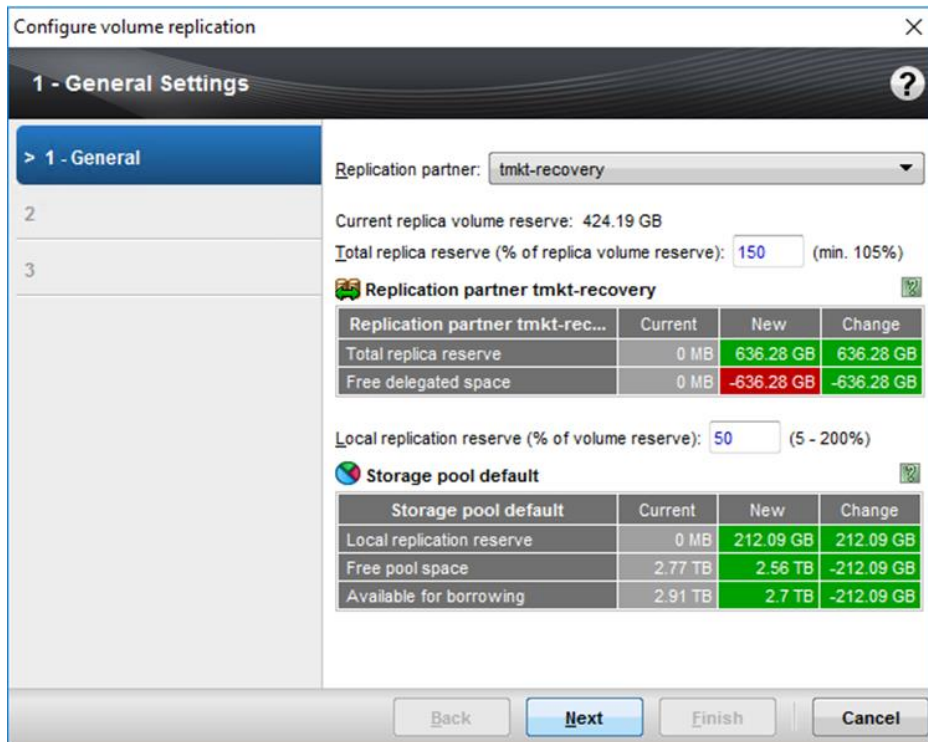 Configure volume replication
1 - General Settings
> 1 - General
2
3
Replication partner: tmkt-recovery
Current replica volume reserve: 424.19 GB
Total replica reserve (% of replica volume reserve): 150 (min. 105%)
Replication partner tmkt-recovery
Replication partner tmkt-rec... Current New Change
Total replica reserve 0 MB 636.28 GB 636.28 GB
Free delegated space 0 MB -636.28 GB -636.28 GB
Local replication reserve (% of volume reserve): 50 (5 - 200%)
Storage pool default
Storage pool default Current New Change
Local replication reserve 0 MB 212.09 GB 212.09 GB
Free pool space 2.77 TB 2.56 TB -212.09 GB
Available for borrowing 2.91 TB 2.7 TB -212.09 GB
Back Next Finish Cancel